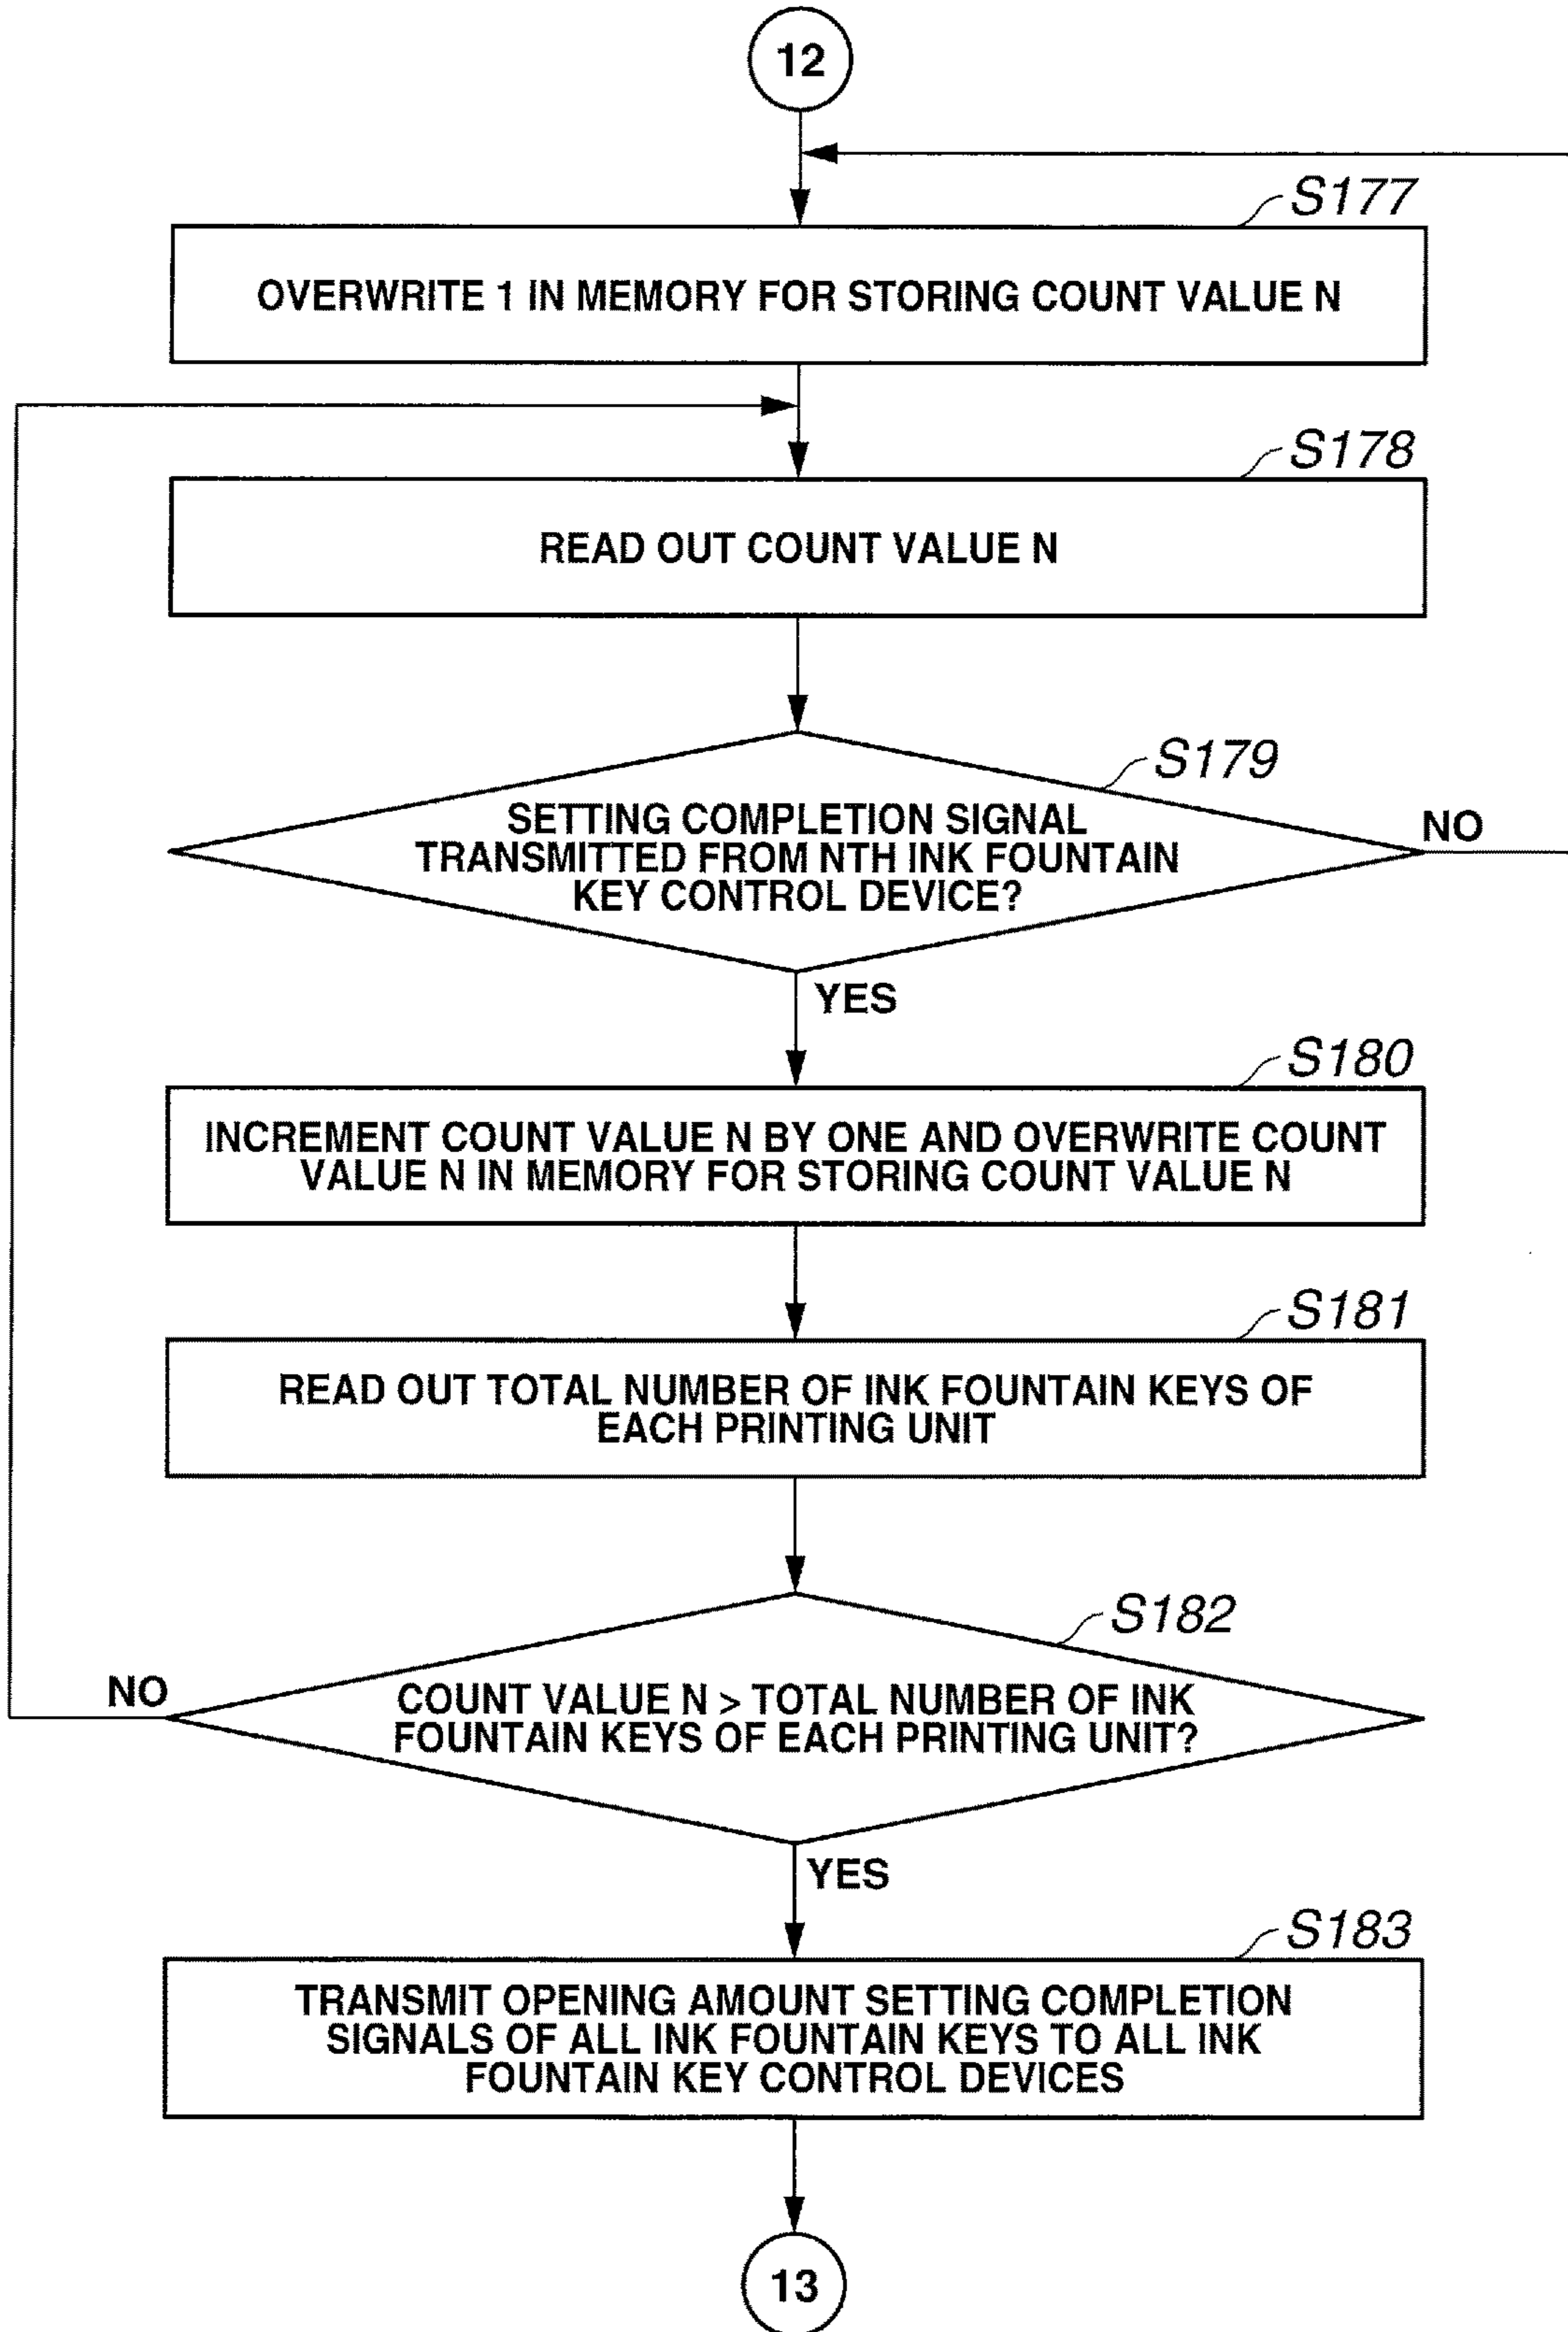 12
S177
OVERWRITE 1 IN MEMORY FOR STORING COUNT VALUE N
S178
READ OUT COUNT VALUE N
S179
SETTING COMPLETION SIGNAL
TRANSMITTED FROM NTH INK FOUNTAIN
KEY CONTROL DEVICE?
NO
YES
S180
INCREMENT COUNT VALUE N BY ONE AND OVERWRITE COUNT
VALUE N IN MEMORY FOR STORING COUNT VALUE N
S181
READ OUT TOTAL NUMBER OF INK FOUNTAIN KEYS OF
EACH PRINTING UNIT
S182
NO
COUNT VALUE N > TOTAL NUMBER OF INK
FOUNTAIN KEYS OF EACH PRINTING UNIT?
YES
S183
TRANSMIT OPENING AMOUNT SETTING COMPLETION
SIGNALS OF ALL INK FOUNTAIN KEYS TO ALL INK
FOUNTAIN KEY CONTROL DEVICES
13